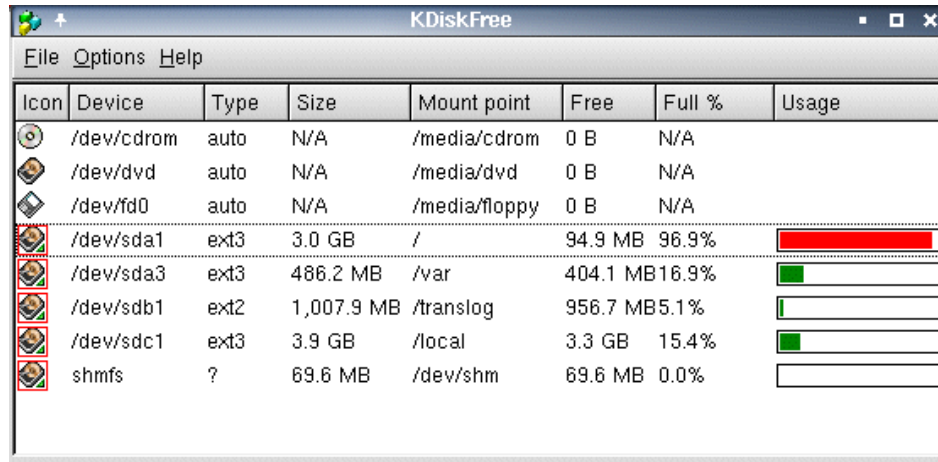 KDiskFree
File Options Help
Icon Device Type Size Mount point Free Full % Usage
/dev/cdrom auto N/A /media/cdrom 0 B N/A
/dev/dvd auto N/A /media/dvd 0 B N/A
/dev/fd0 auto N/A /media/floppy 0 B N/A
/dev/sda1 ext3 3.0 GB / 94.9 MB 96.9%
/dev/sda3 ext3 486.2 MB /var 404.1 MB 16.9%
/dev/sdb1 ext2 1,007.9 MB /translog 956.7 MB 5.1%
/dev/sdc1 ext3 3.9 GB /local 3.3 GB 15.4%
shmfs ? 69.6 MB /dev/shm 69.6 MB 0.0%